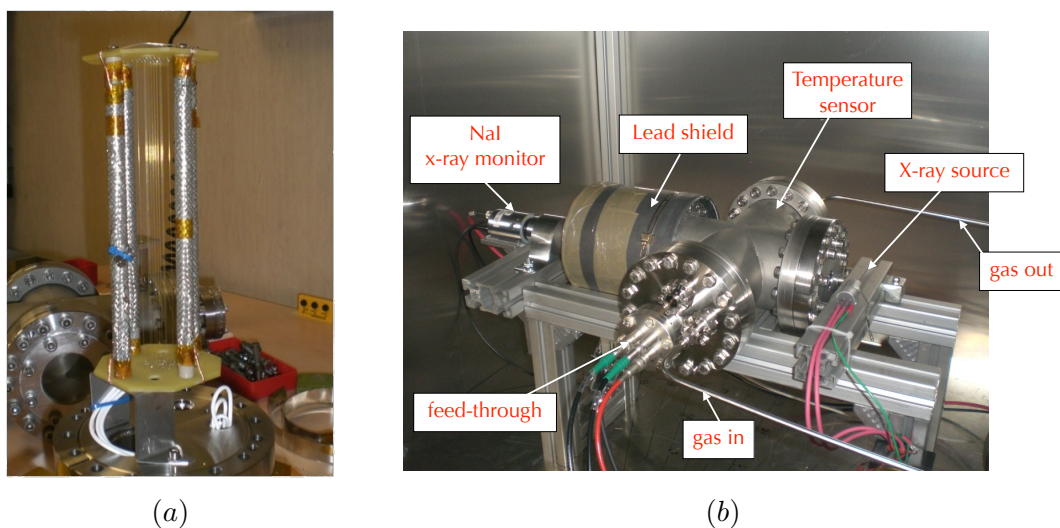 NaI
x-ray monitor
Lead shield
Temperature
sensor
X-ray source
gas out
feed-through
gas in
(a)
(b)